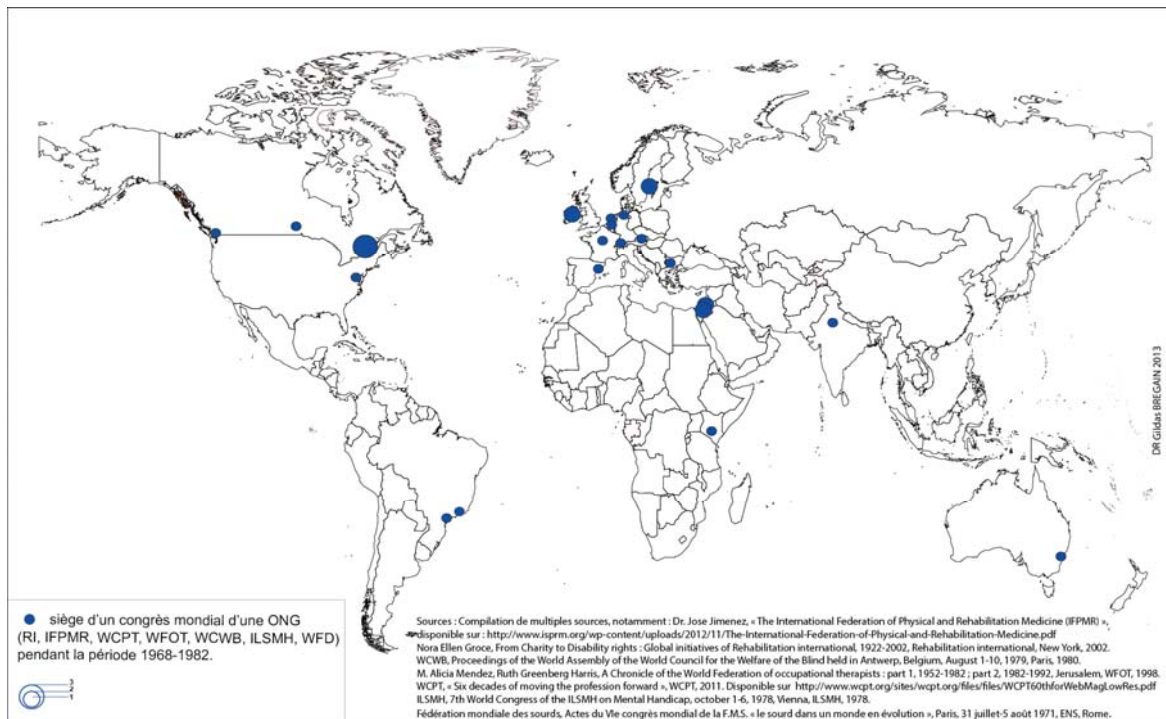 DR Gildas BREGAIN 2013
siège d'un congrès mondial d'une ONG
(RI, IFPMR, WCPT, WFOT, WCWB, ILSMH, WFD)
pendant la période 1968-1982.
3
2
1
Sources : Compilation de multiples sources, notamment : Dr. Jose Jimenez, « The International Federation of Physical and Rehabilitation Medicine (IFPMR) »,
disponible sur : http://www.isprm.org/wp-content/uploads/2012/11/The-International-Federation-of-Physical-and-Rehabilitation-Medicine.pdf
Nora Ellen Groce, From Charity to Disability rights : Global initiatives of Rehabilitation international, 1922-2002, Rehabilitation international, New York, 2002.
WCWB, Proceedings of the World Assembly of the World Council for the Welfare of the Blind held in Antwerp, Belgium, August 1-10, 1979, Paris, 1980.
M. Alicia Mendez, Ruth Greenberg Harris, A Chronicle of the World Federation of occupational therapists : part 1, 1952-1982 ; part 2, 1982-1992, Jerusalem, WFOT, 1998.
WCPT, « Six decades of moving the profession forward », WCPT, 2011. Disponible sur http://www.wcpt.org/sites/wcpt.org/files/files/WCPT60thforWebMagLowRes.pdf
ILSMH, 7th World Congress of the ILSMH on Mental Handicap, october 1-6, 1978, Vienna, ILSMH, 1978.
Fédération mondiale des sourds, Actes du VIe congrès mondial de la F.M.S. « le sourd dans un monde en évolution », Paris, 31 juillet-5 août 1971, ENS, Rome.